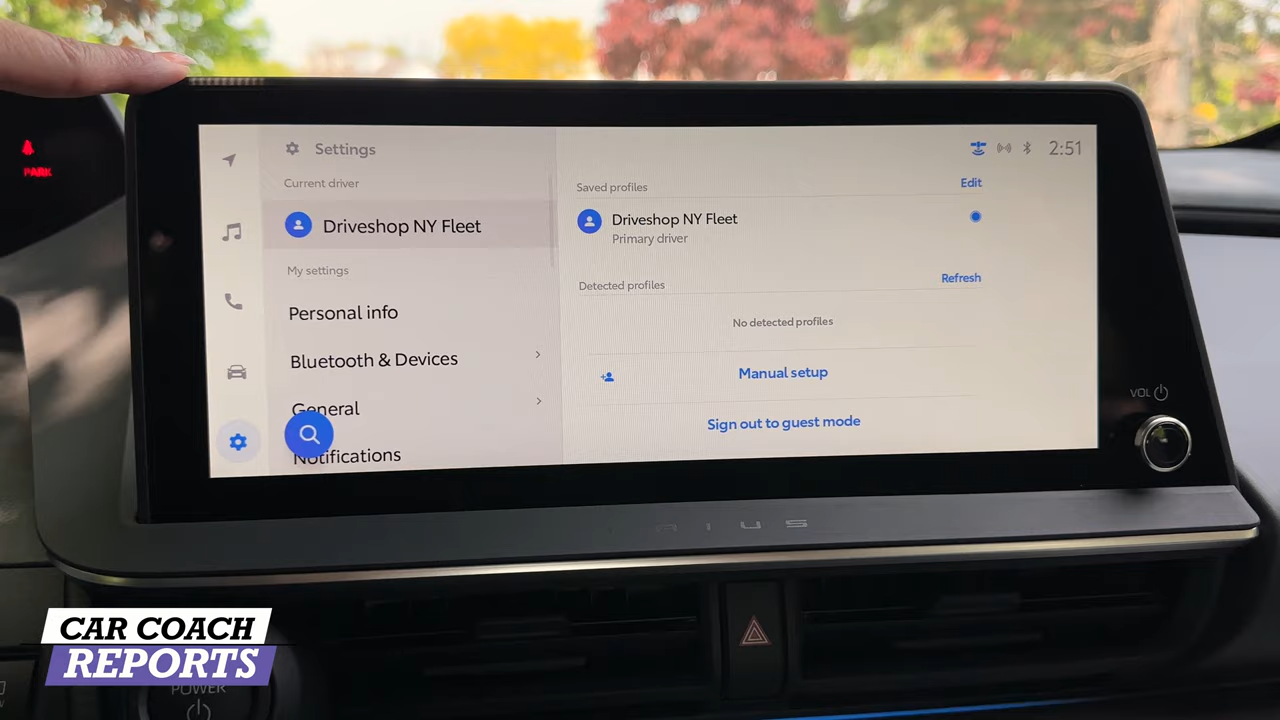 PARK
Settings
2:51
Current driver
Driveshop NY Fleet
My settings
Personal info
Bluetooth & Devices
General
Notifications
Saved profiles
Edit
Driveshop NY Fleet
Primary driver
Detected profiles
Refresh
No detected profiles
Manual setup
Sign out to guest mode
VOL
CAR COACH
REPORTS
POWER